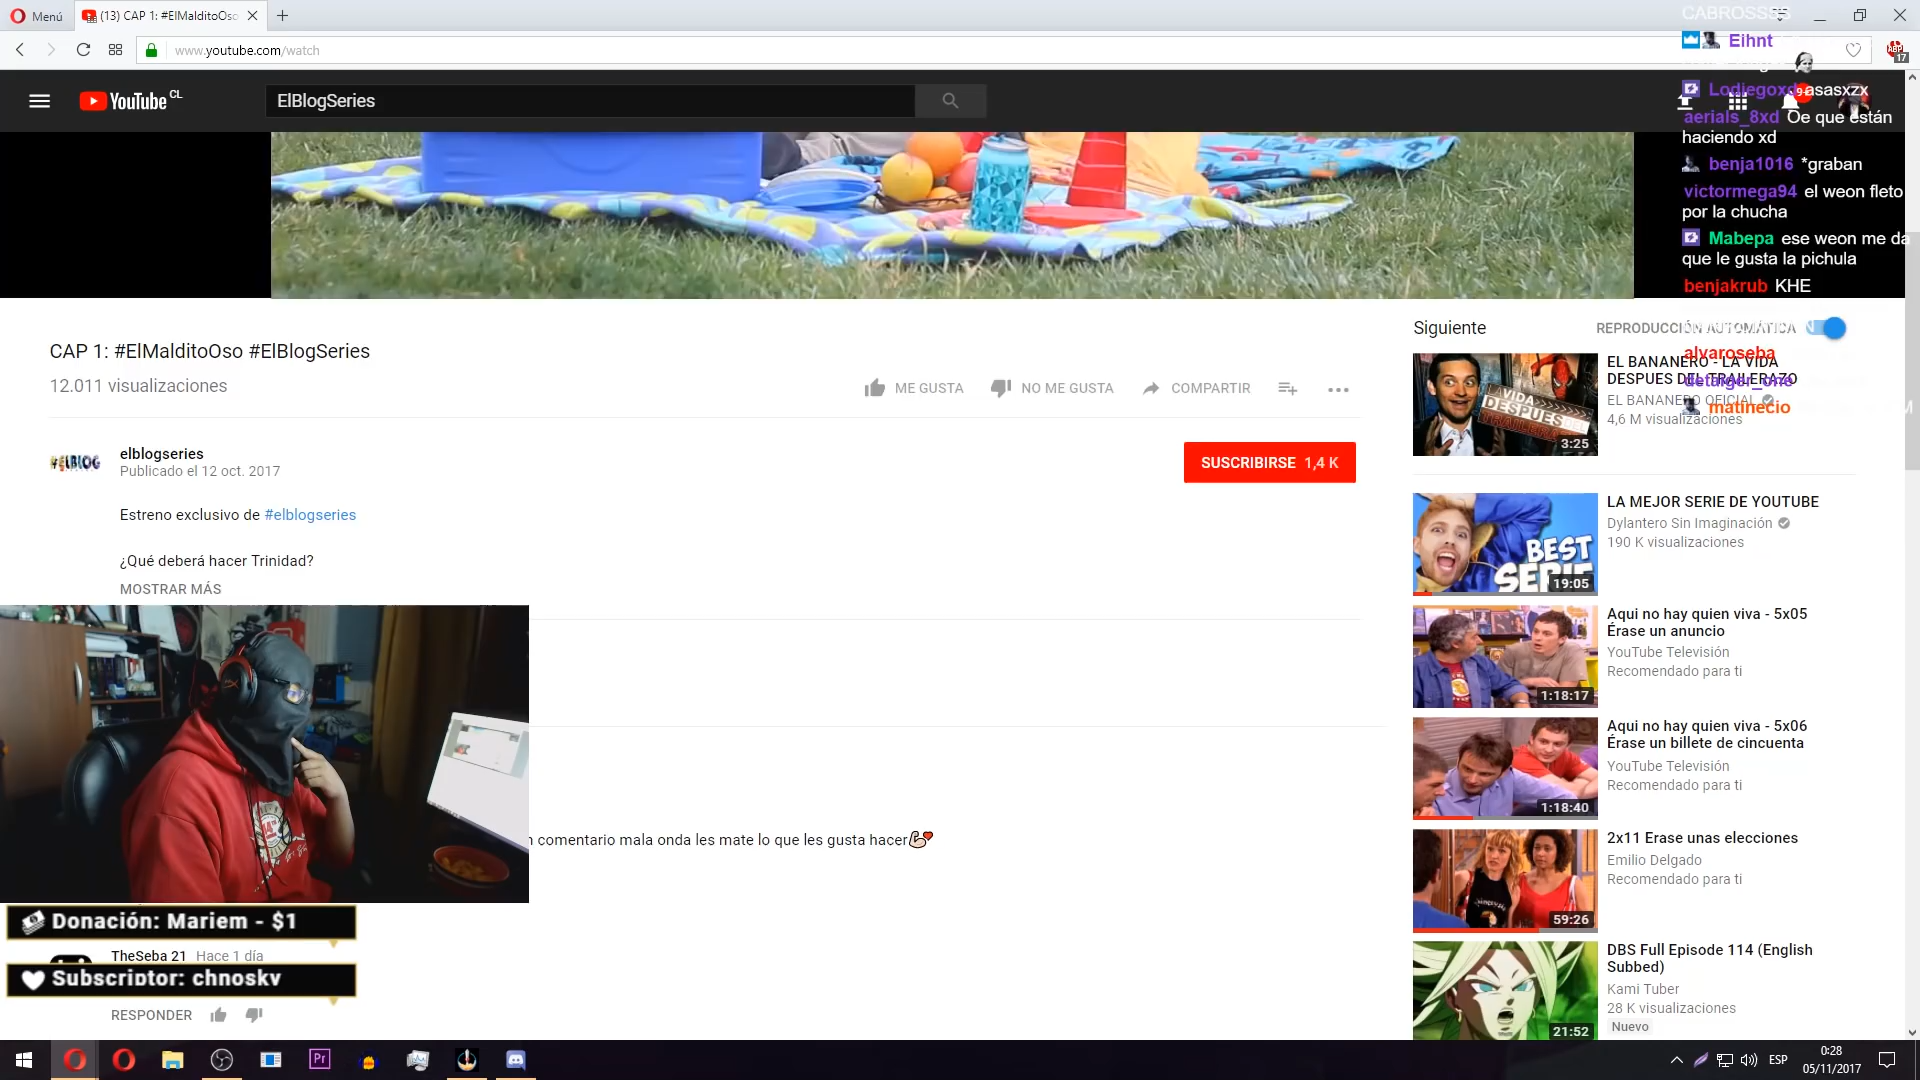 Menú
(13) CAP 1: #ElMalditoOso
www.youtube.com/watch
CABROSSSS
Eihnt
YouTube CL
ElBlogSeries
Lodiegoxd asasxzx
aerials_8xd Oe que están
haciendo xd
benja1016 *graban
victormega94 el weon fleto
por la chucha
Mabepa ese weon me da
que le gusta la pichula
benjakrub KHE
alvaroseba
detaiger_one
matinecio
CAP 1: #ElMalditoOso #ElBlogSeries
12.011 visualizaciones
ME GUSTA
NO ME GUSTA
COMPARTIR
#ELBLOG
elblogseries
Publicado el 12 oct. 2017
SUSCRIBIRSE 1,4 K
Estreno exclusivo de #elblogseries
¿Qué deberá hacer Trinidad?
MOSTRAR MÁS
comentario mala onda les mate lo que les gusta hacer
Donación: Mariem - $1
TheSeba 21 Hace 1 día
Subscriptor: chnoskv
RESPONDER
Siguiente
REPRODUCCIÓN AUTOMÁTICA
VIDA
DESPUES
3:25
EL BANANERO - LA VIDA
DESPUES DEL TRAILERAZO
EL BANANERO OFICIAL
4,6 M visualizaciones
BEST
SERIE
19:05
LA MEJOR SERIE DE YOUTUBE
Dylantero Sin Imaginación
190 K visualizaciones
1:18:17
Aqui no hay quien viva - 5x05
Érase un anuncio
YouTube Televisión
Recomendado para ti
1:18:40
Aqui no hay quien viva - 5x06
Érase un billete de cincuenta
YouTube Televisión
Recomendado para ti
59:26
2x11 Erase unas elecciones
Emilio Delgado
Recomendado para ti
21:52
DBS Full Episode 114 (English
Subbed)
Kami Tuber
28 K visualizaciones
Nuevo
Pr
ESP
0:28
05/11/2017